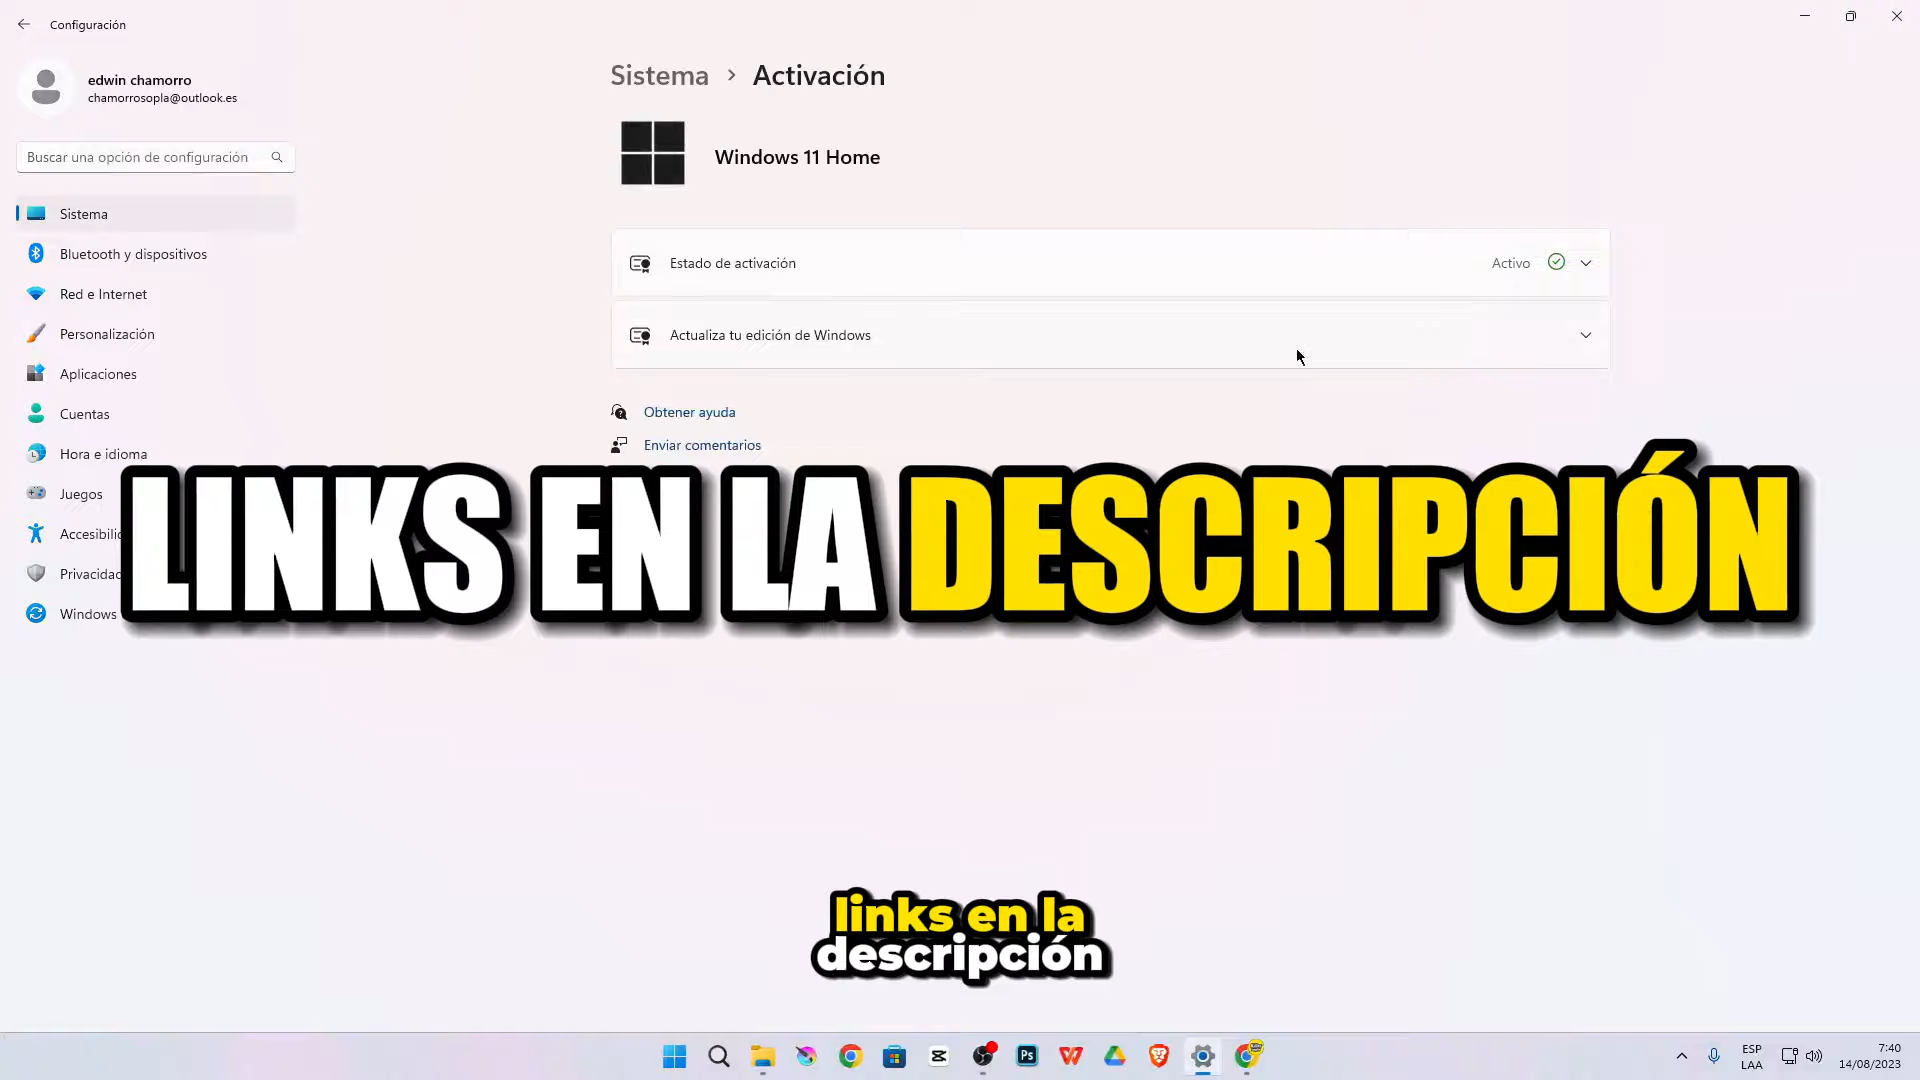 Configuración
edwin chamorro
chamorrosopla@outlook.es
Buscar una opción de configuración
Sistema
Bluetooth y dispositivos
Red e Internet
Personalización
Aplicaciones
Cuentas
Hora e idioma
Juegos
Privacidad
Windows
Sistema > Activación
Windows 11 Home
Estado de activación
Activo
Actualiza tu edición de Windows
Obtener ayuda
Enviar comentarios
LINKS EN LA DESCRIPCIÓN
links en la
descripción
Ps
ESP
LAA
7:40
14/08/2023